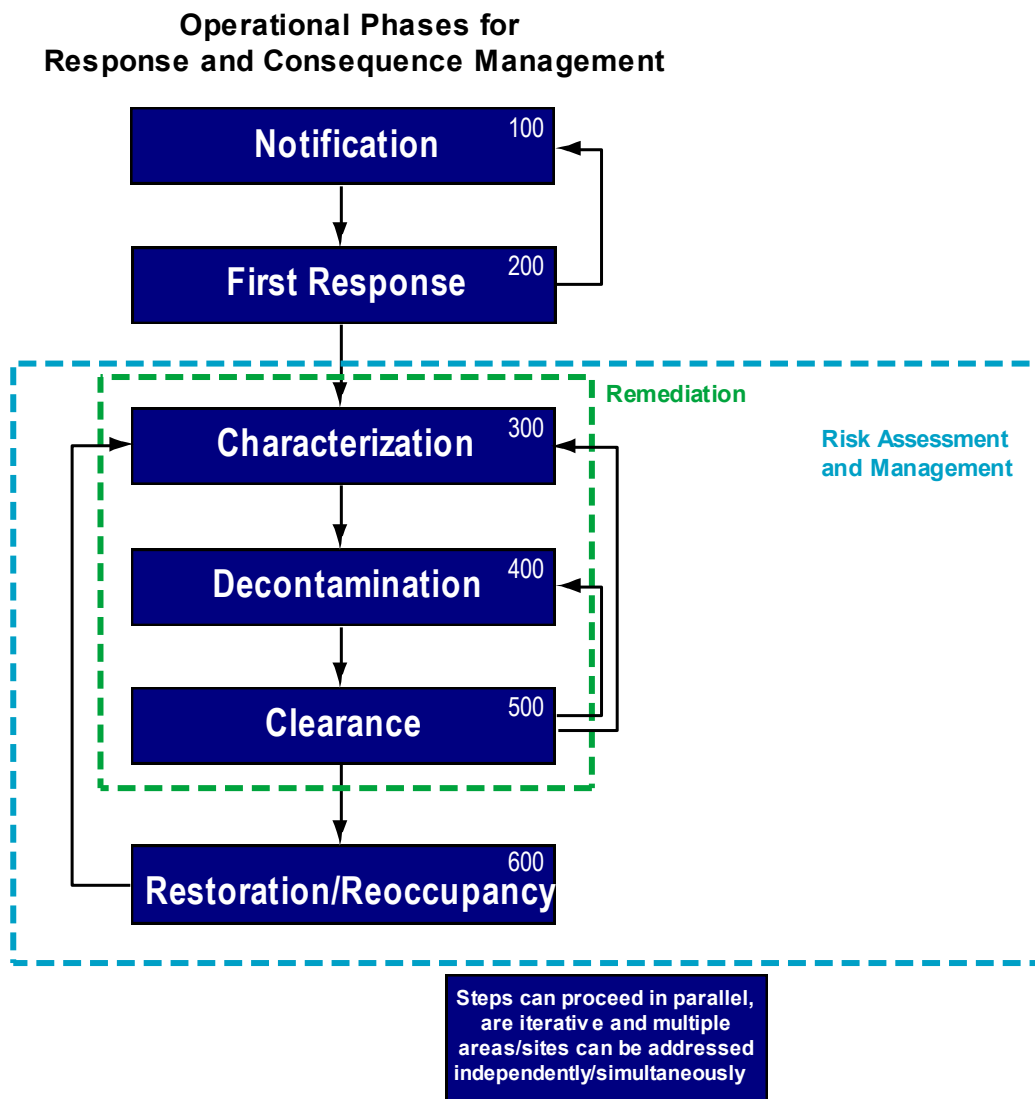 Operational Phases for
Response and Consequence Management
100
Notification
200
First Response
Remediation
300
Characterization
Risk Assessment
and Management
400
Decontamination
500
Clearance
600
Restoration/Reoccupancy
Steps can proceed in parallel,
are iterative and multiple
areas/sites can be addressed
independently/simultaneously